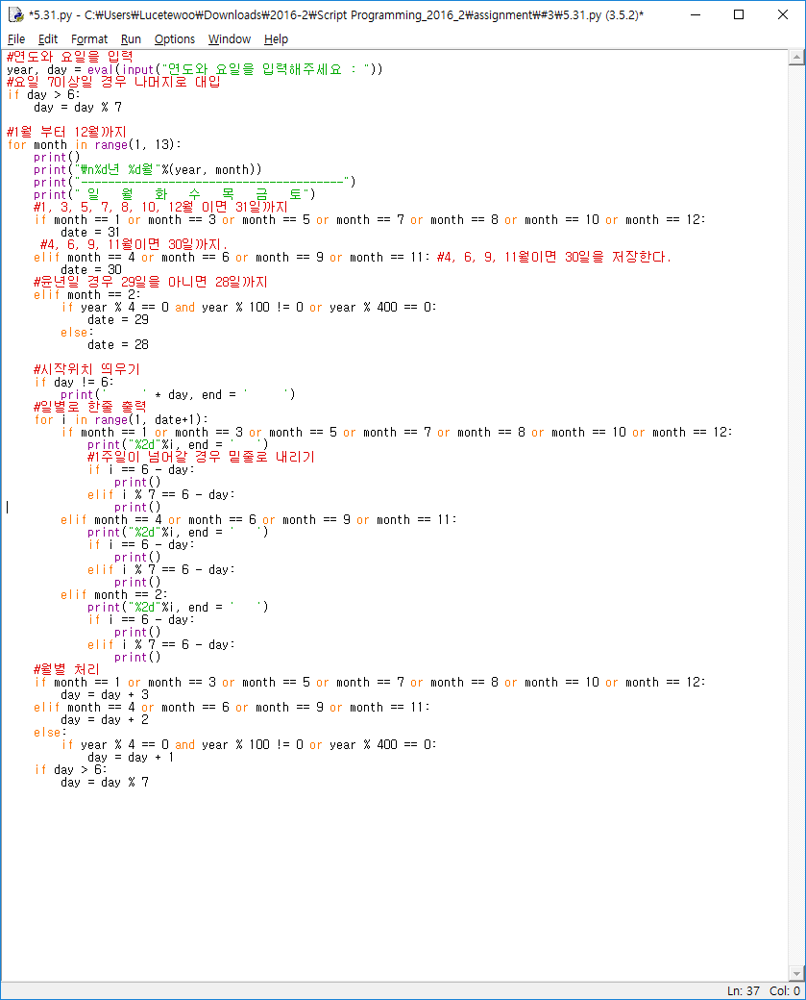 *5.31.py - C:₩Users₩Lucetewoo₩Downloads₩2016-2₩Script Programming_2016_2₩assignment₩#3₩5.31.py (3.5.2)*
File Edit Format Run Options Window Help
#연도와 요일을 입력
year, day = eval(input("연도와 요일을 입력해주세요 : "))
#요일 7이상일 경우 나머지로 대입
if day > 6:
    day = day % 7

#1월 부터 12월까지
for month in range(1, 13):
    print()
    print("₩n%d년 %d월"%(year, month))
    print("---------------------------------------")
    print(" 일   월   화   수   목   금   토")
    #1, 3, 5, 7, 8, 10, 12월 이면 31일까지
    if month == 1 or month == 3 or month == 5 or month == 7 or month == 8 or month == 10 or month == 12:
        date = 31
     #4, 6, 9, 11월이면 30일까지.
    elif month == 4 or month == 6 or month == 9 or month == 11: #4, 6, 9, 11월이면 30일을 저장한다.
        date = 30
    #윤년일 경우 29일을 아니면 28일까지
    elif month == 2:
        if year % 4 == 0 and year % 100 != 0 or year % 400 == 0:
            date = 29
        else:
            date = 28

    #시작위치 띄우기
    if day != 6:
        print('     ' * day, end = '     ')
    #일별로 한줄 출력
    for i in range(1, date+1):
        if month == 1 or month == 3 or month == 5 or month == 7 or month == 8 or month == 10 or month == 12:
            print("%2d"%i, end = '   ')
            #1주일이 넘어갈 경우 밑줄로 내리기
            if i == 6 - day:
                print()
            elif i % 7 == 6 - day:
                print()
        elif month == 4 or month == 6 or month == 9 or month == 11:
            print("%2d"%i, end = '   ')
            if i == 6 - day:
                print()
            elif i % 7 == 6 - day:
                print()
        elif month == 2:
            print("%2d"%i, end = '   ')
            if i == 6 - day:
                print()
            elif i % 7 == 6 - day:
                print()
    #월별 처리
    if month == 1 or month == 3 or month == 5 or month == 7 or month == 8 or month == 10 or month == 12:
        day = day + 3
    elif month == 4 or month == 6 or month == 9 or month == 11:
        day = day + 2
    else:
        if year % 4 == 0 and year % 100 != 0 or year % 400 == 0:
            day = day + 1
    if day > 6:
        day = day % 7
Ln: 37 Col: 0